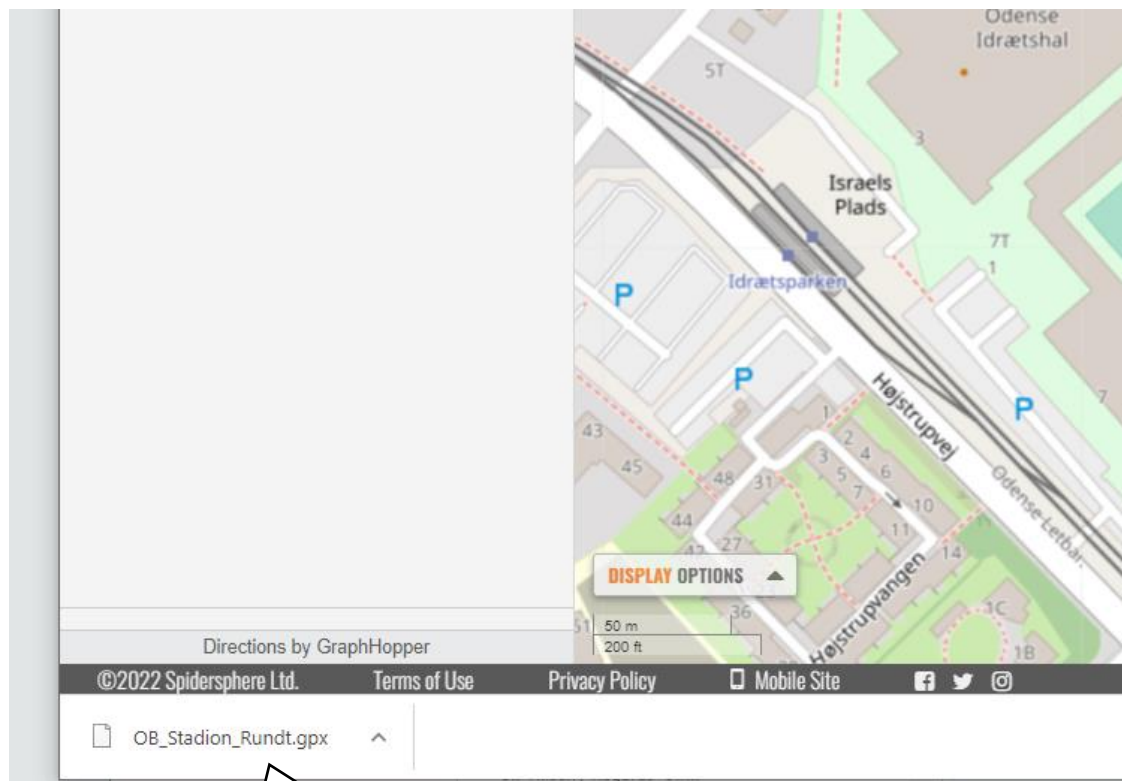 Odense
Idrætshal
5T
3
Israels
Plads
7T
1
Idrætsparken
P
P
P
7
Højstrupvej
1
2
3
4
5
6
7
43
45
48
31
10
11
44
42
27
14
Odense Letbar.
DISPLAY OPTIONS
23
36
51
50 m
200 ft
Højstrupvangen
1C
1B
Directions by GraphHopper
©2022 Spidersphere Ltd. Terms of Use Privacy Policy Mobile Site
OB_Stadion_Rundt.gpx